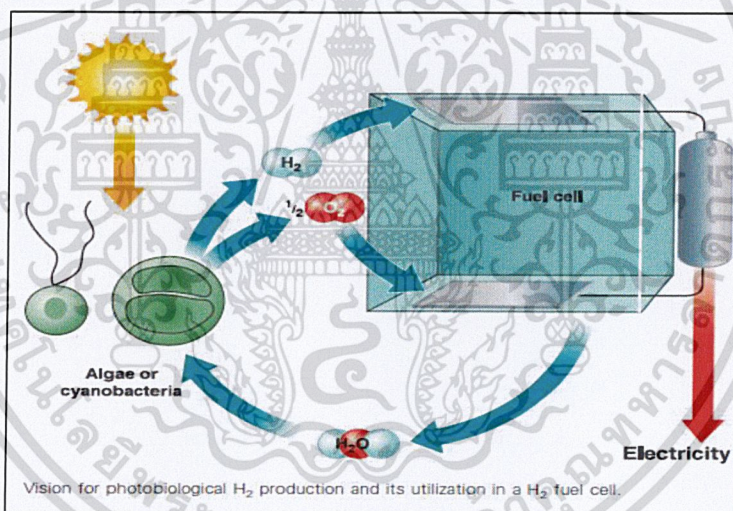 H₂
½ O₂
Fuel cell
Algae or
cyanobacteria
H₂O
Electricity
Vision for photobiological H₂ production and its utilization in a H₂ fuel cell.